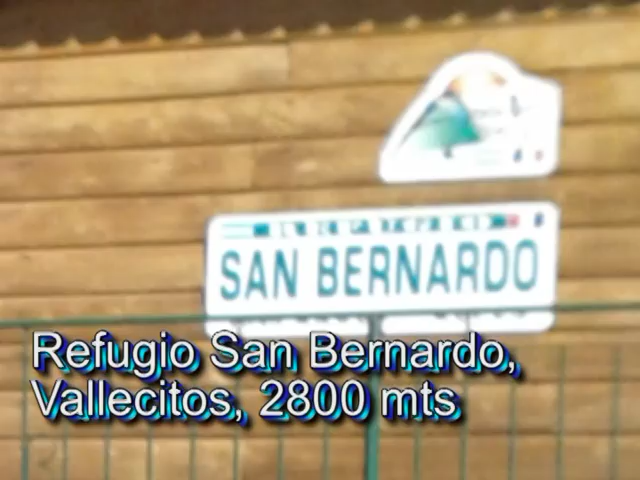 SAN BERNARDO
Refugio San Bernardo,
Vallecitos, 2800 mts